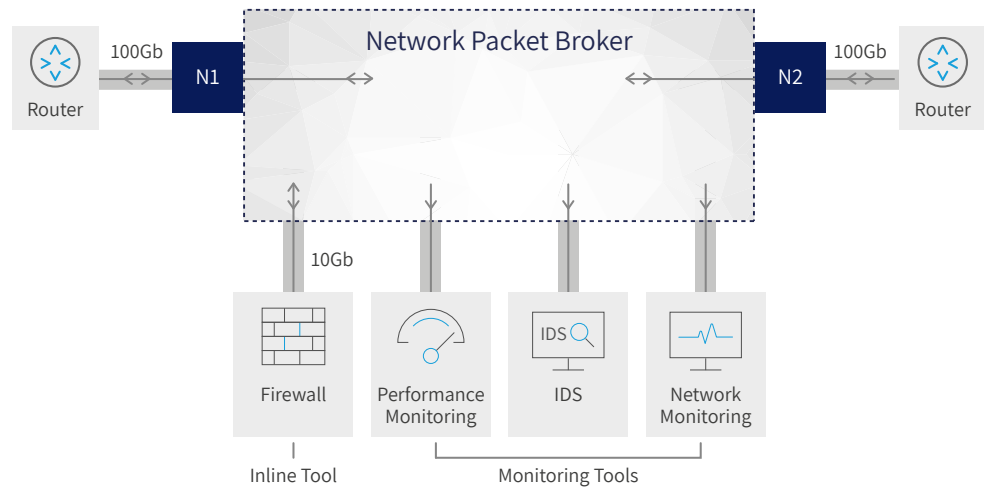 Network Packet Broker
100Gb
N1
N2
100Gb
Router
Router
10Gb
IDS
Firewall
Performance
Monitoring
IDS
Network
Monitoring
Inline Tool
Monitoring Tools